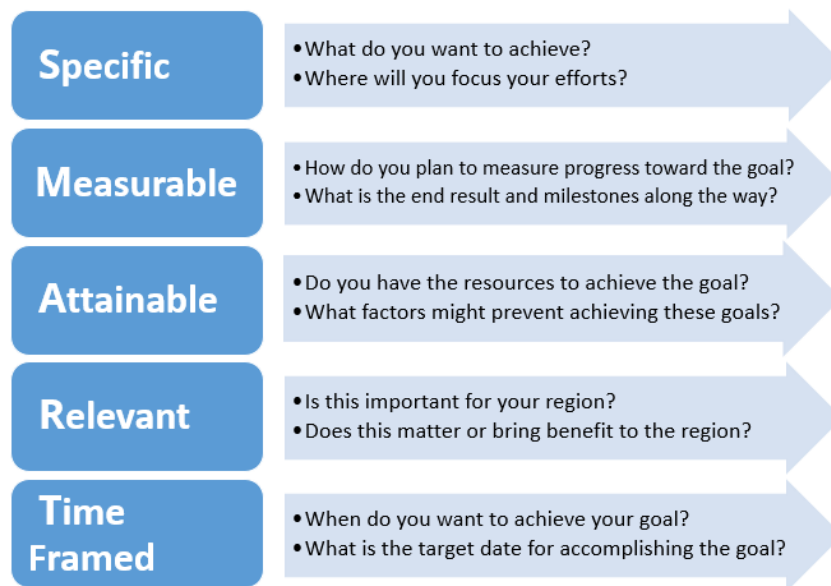 Specific
•What do you want to achieve?
•Where will you focus your efforts?
Measurable
•How do you plan to measure progress toward the goal?
•What is the end result and milestones along the way?
Attainable
•Do you have the resources to achieve the goal?
•What factors might prevent achieving these goals?
Relevant
•Is this important for your region?
•Does this matter or bring benefit to the region?
Time
Framed
•When do you want to achieve your goal?
•What is the target date for accomplishing the goal?